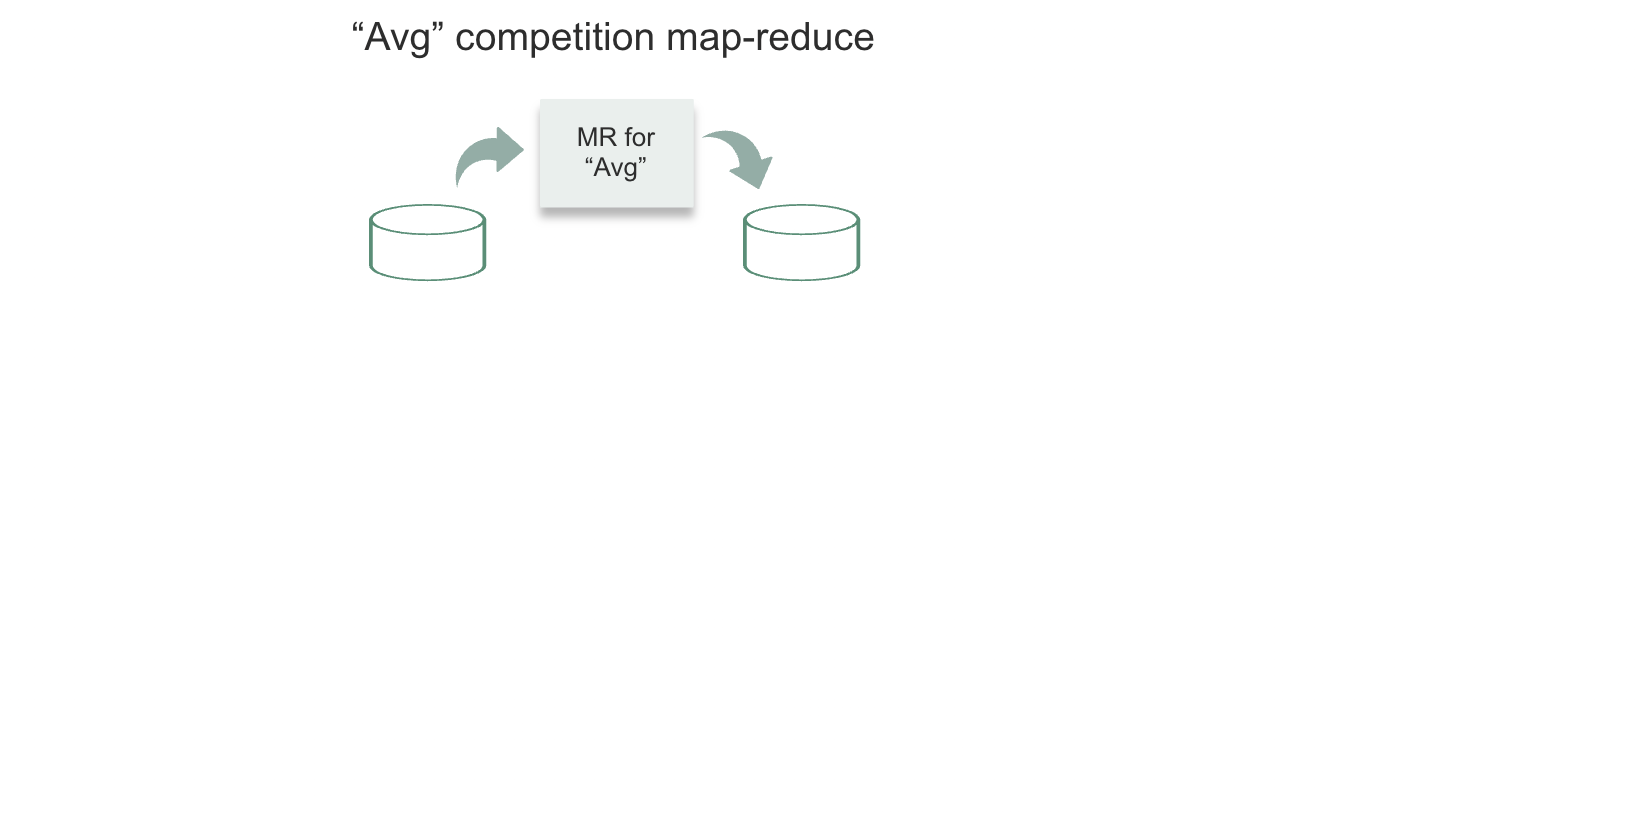 “Avg” competition map-reduce
MR for
“Avg”